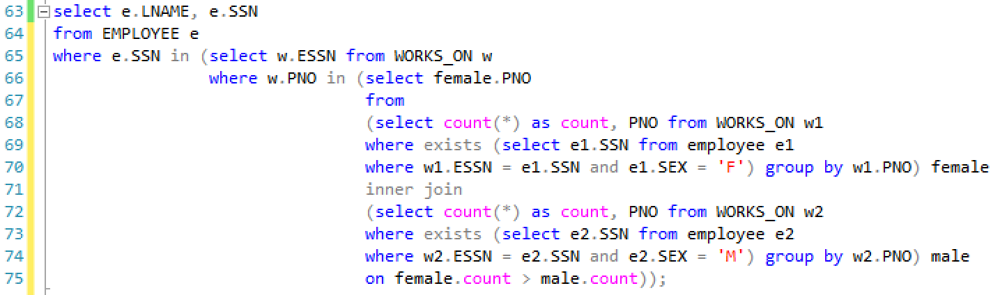 63 select e.LNAME, e.SSN
64 from EMPLOYEE e
65 where e.SSN in (select w.ESSN from WORKS_ON w
66 where w.PNO in (select female.PNO
67 from
68 (select count(*) as count, PNO from WORKS_ON w1
69 where exists (select e1.SSN from employee e1
70 where w1.ESSN = e1.SSN and e1.SEX = 'F') group by w1.PNO) female
71 inner join
72 (select count(*) as count, PNO from WORKS_ON w2
73 where exists (select e2.SSN from employee e2
74 where w2.ESSN = e2.SSN and e2.SEX = 'M') group by w2.PNO) male
75 on female.count > male.count));